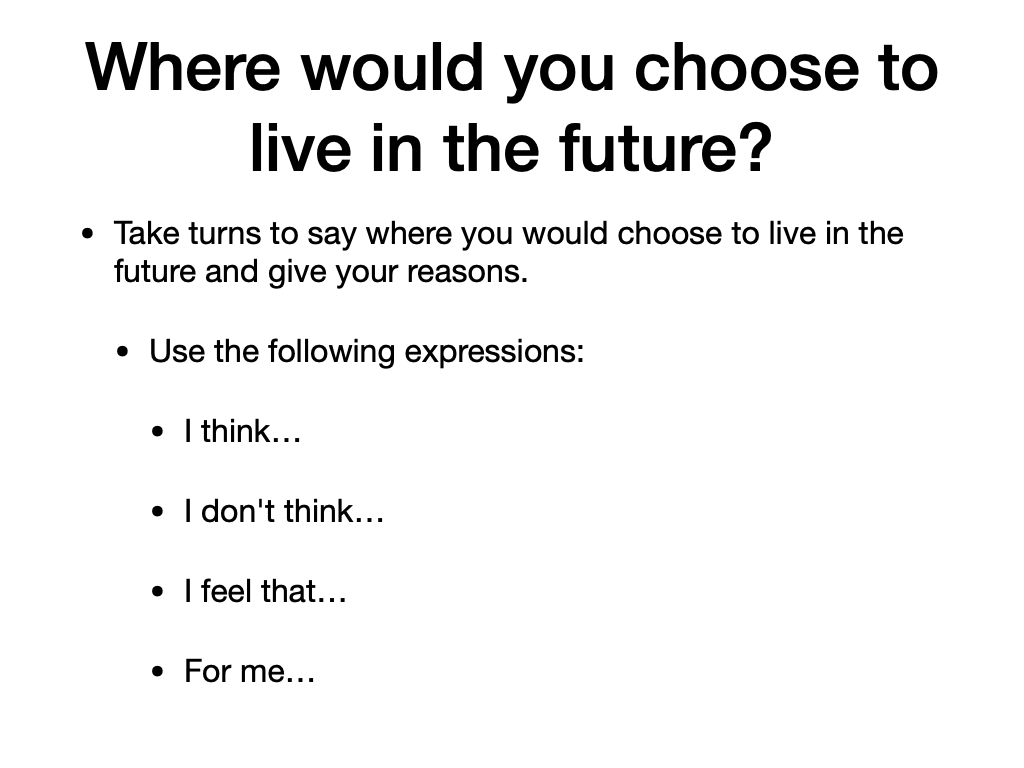 Where would you choose to
live in the future?
• Take turns to say where you would choose to live in the
future and give your reasons.
• Use the following expressions:
• I think…
• I don't think…
• I feel that…
• For me…